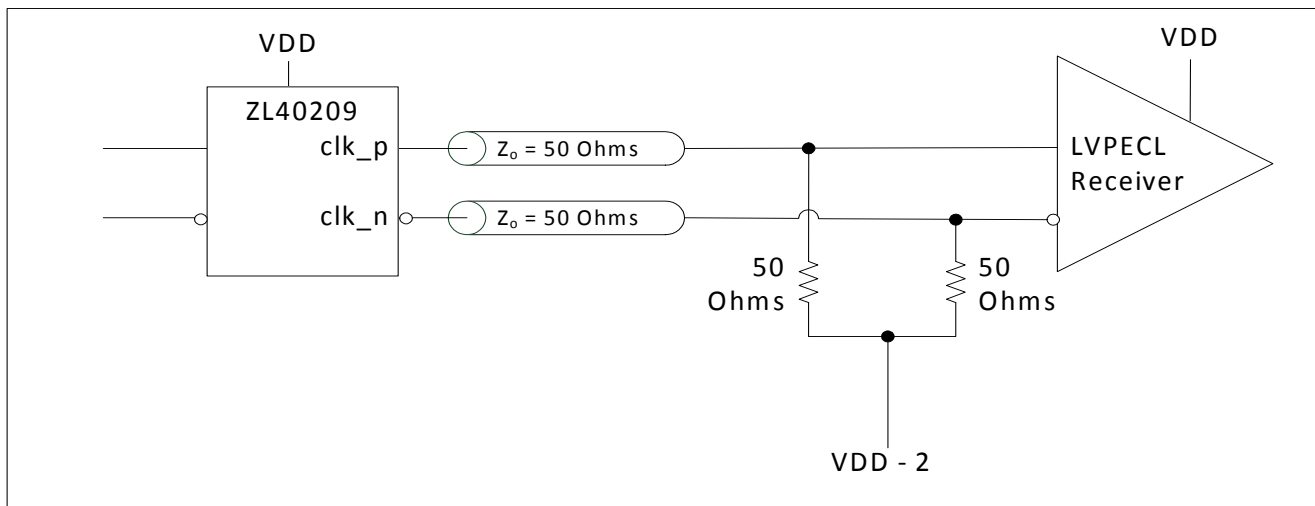 VDD
VDD
ZL40209
clk_p
Zo = 50 Ohms
LVPECL
Receiver
clk_n
Zo = 50 Ohms
50
Ohms
50
Ohms
VDD - 2